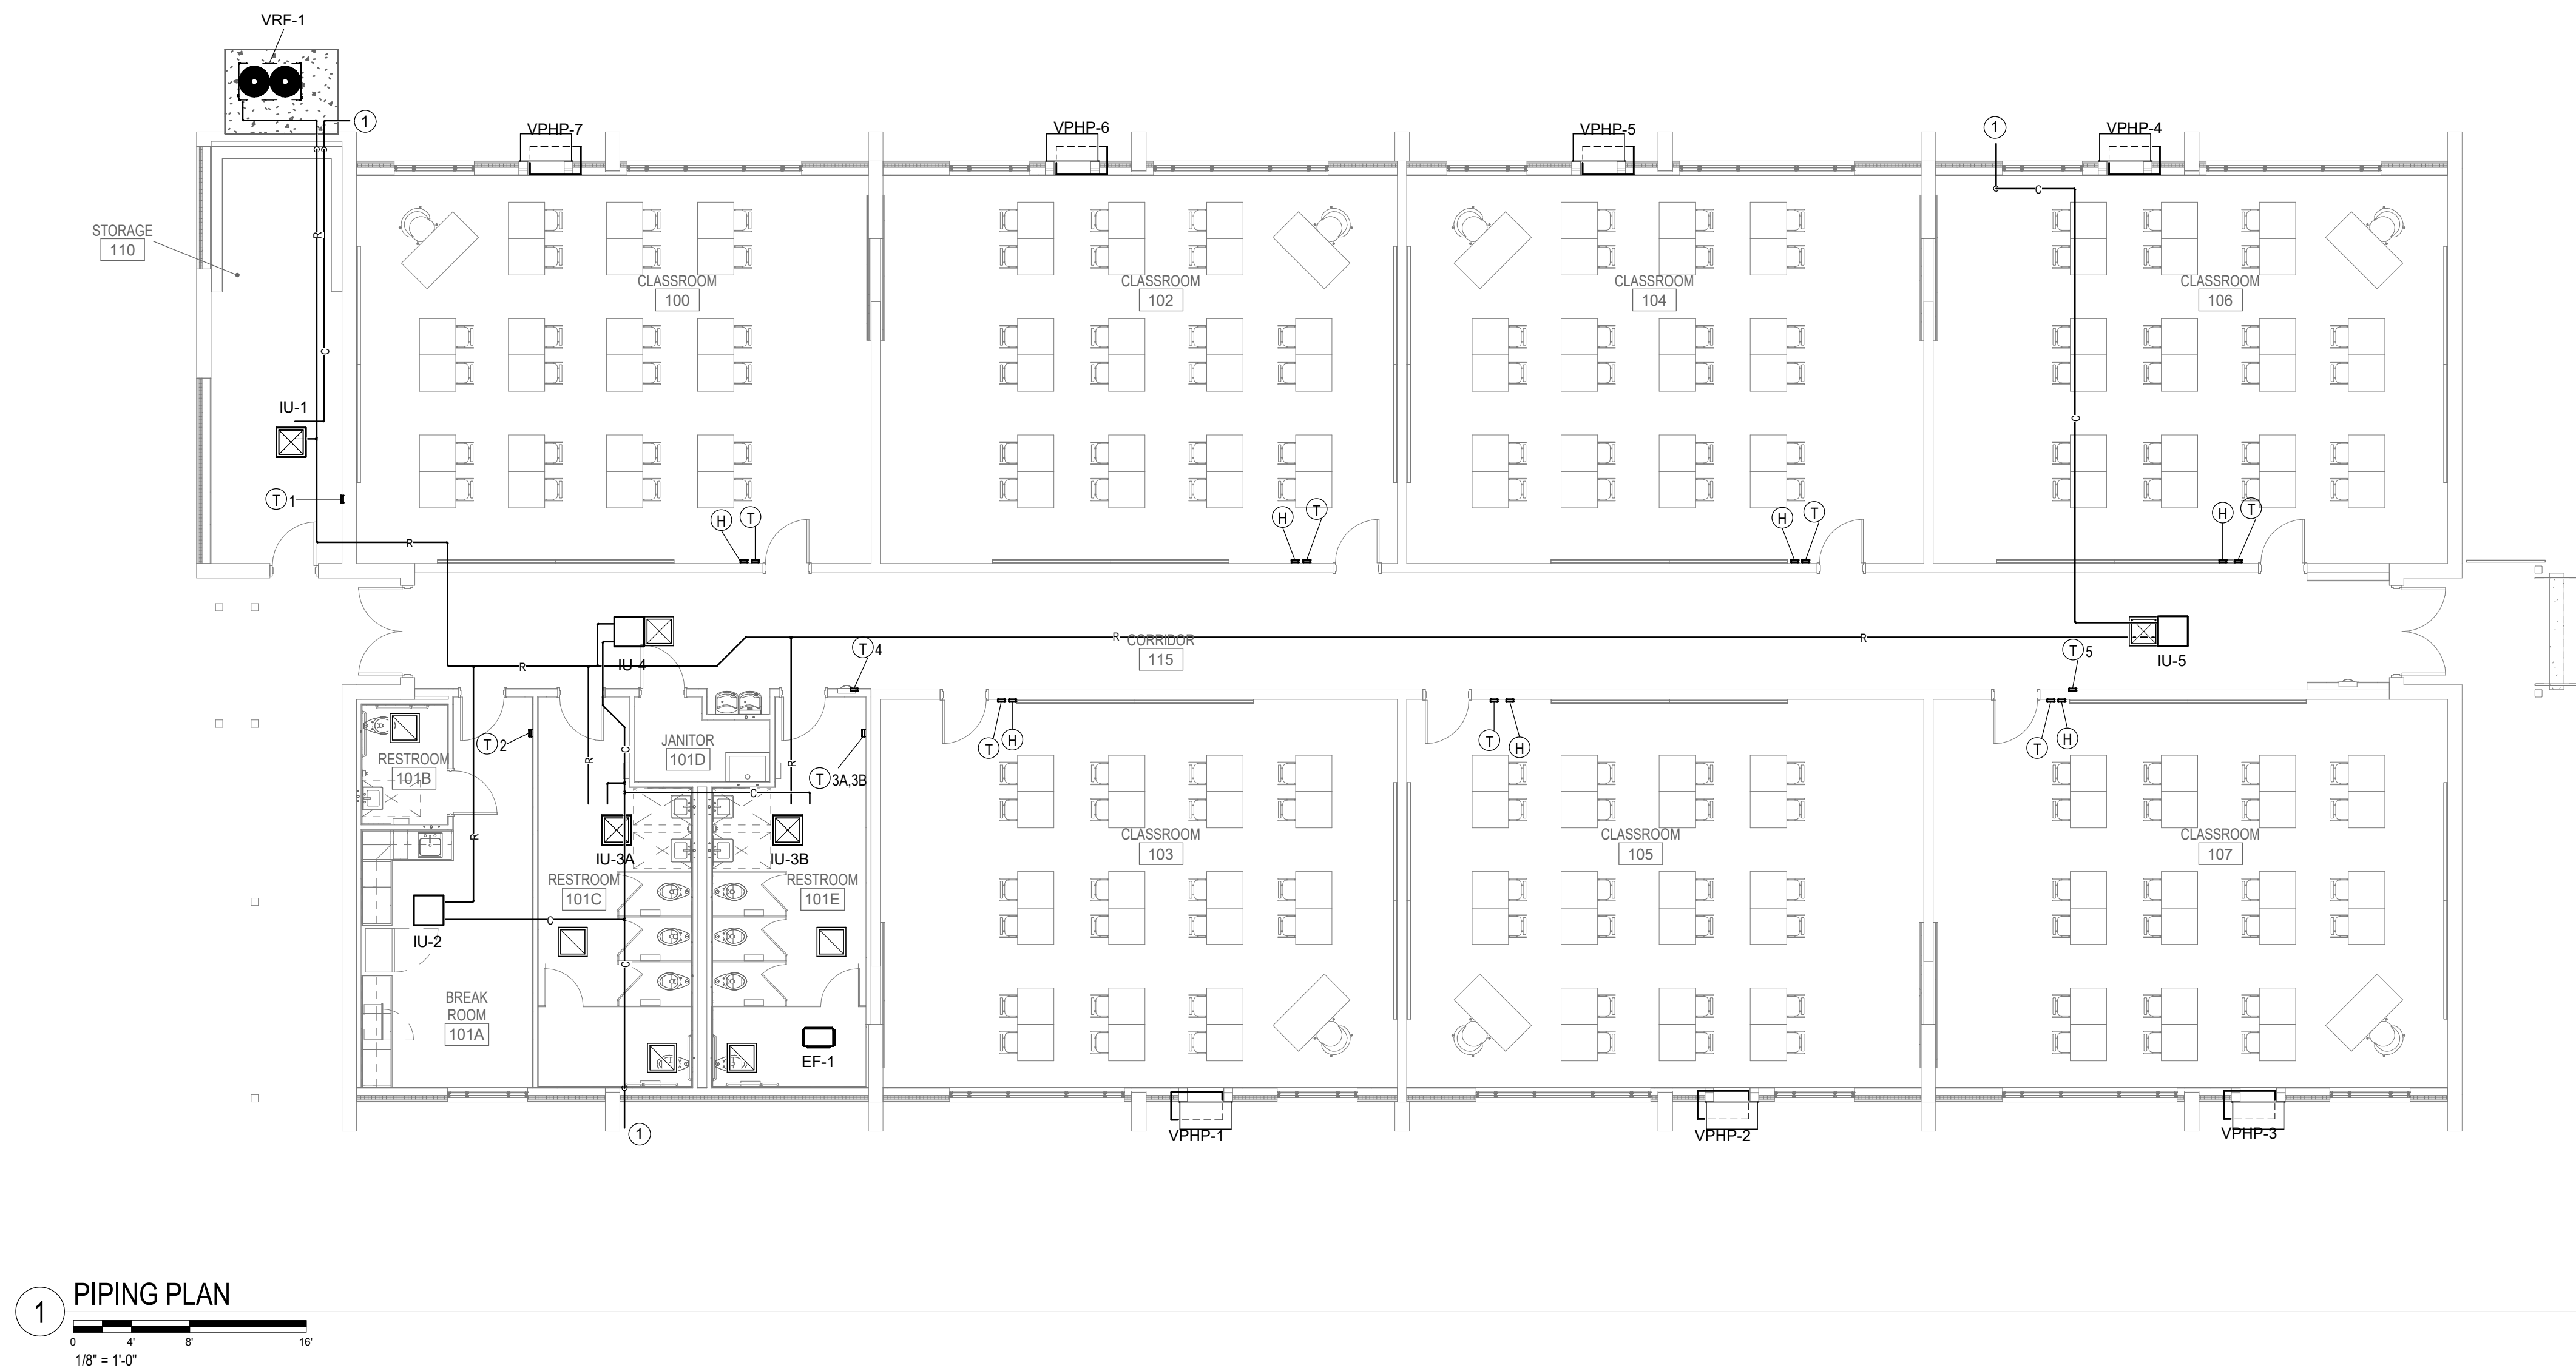 VRF-1
1
VPHP-7
VPHP-6
VPHP-5
VPHP-4
1
C
R
STORAGE
110
CLASSROOM
100
CLASSROOM
102
CLASSROOM
104
CLASSROOM
106
C
IU-1
C
T 1
H
T
H
T
H
T
H
T
R
R
CORRIDOR
115
R
R
IU-4
T 4
T 5
IU-5
T 2
T
H
T
H
T
H
RESTROOM
101B
JANITOR
101D
C
R
R
T 3A,3B
C
R
IU-3A
IU-3B
CLASSROOM
103
CLASSROOM
105
CLASSROOM
107
RESTROOM
101C
RESTROOM
101E
C
IU-2
C
BREAK
ROOM
101A
EF-1
1
VPHP-1
VPHP-2
VPHP-3
1
PIPING PLAN
0 4' 8' 16'
1/8" = 1'-0"